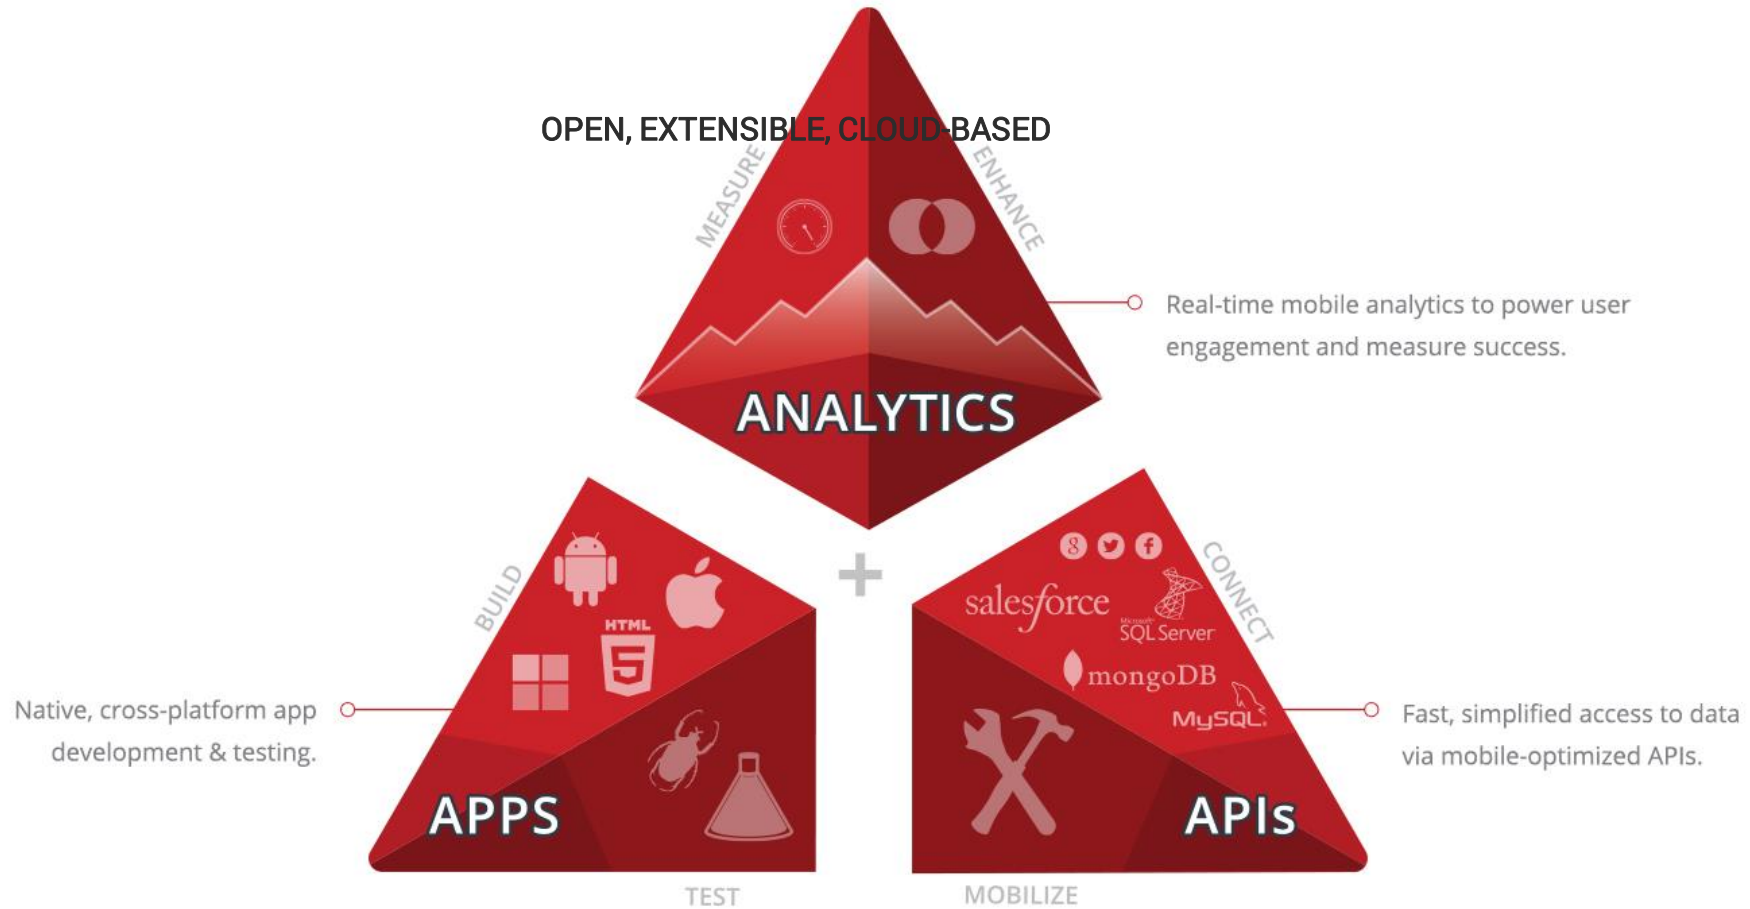 OPEN, EXTENSIBLE, CLOUD-BASED
MEASURE
ENHANCE
Real-time mobile analytics to power user
engagement and measure success.
ANALYTICS
BUILD
HTML
5
Native, cross-platform app
development & testing.
APPS
TEST
CONNECT
8
f
salesforce
Microsoft
SQL Server
mongoDB
MySQL.
Fast, simplified access to data
via mobile-optimized APIs.
APIs
MOBILIZE